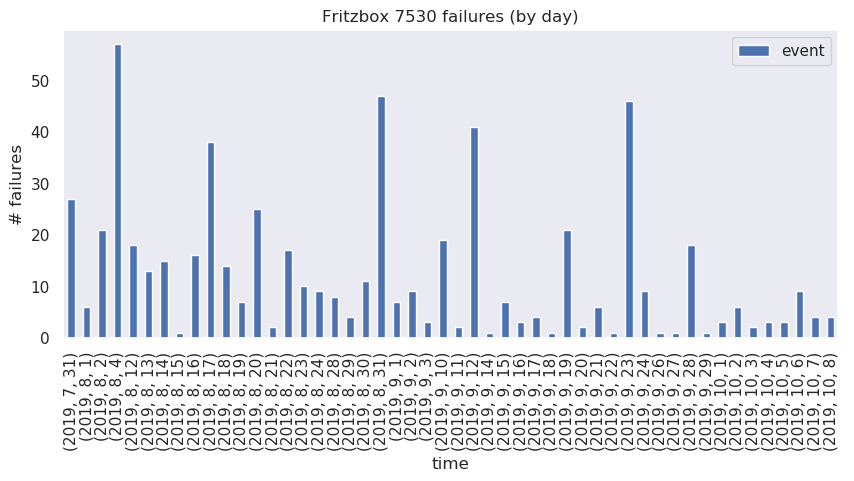 Fritzbox 7530 failures (by day)
event
# failures
50
40
30
20
10
0
(2019, 7, 31)
(2019, 8, 1)
(2019, 8, 2)
(2019, 8, 4)
(2019, 8, 12)
(2019, 8, 13)
(2019, 8, 14)
(2019, 8, 15)
(2019, 8, 16)
(2019, 8, 17)
(2019, 8, 18)
(2019, 8, 19)
(2019, 8, 20)
(2019, 8, 21)
(2019, 8, 22)
(2019, 8, 23)
(2019, 8, 24)
(2019, 8, 28)
(2019, 8, 29)
(2019, 8, 30)
(2019, 8, 31)
(2019, 9, 1)
(2019, 9, 2)
(2019, 9, 3)
(2019, 9, 10)
(2019, 9, 11)
(2019, 9, 12)
(2019, 9, 14)
(2019, 9, 15)
(2019, 9, 16)
(2019, 9, 17)
(2019, 9, 18)
(2019, 9, 19)
(2019, 9, 20)
(2019, 9, 21)
(2019, 9, 22)
(2019, 9, 23)
(2019, 9, 24)
(2019, 9, 26)
(2019, 9, 27)
(2019, 9, 28)
(2019, 9, 29)
(2019, 10, 1)
(2019, 10, 2)
(2019, 10, 3)
(2019, 10, 4)
(2019, 10, 5)
(2019, 10, 6)
(2019, 10, 7)
(2019, 10, 8)
time